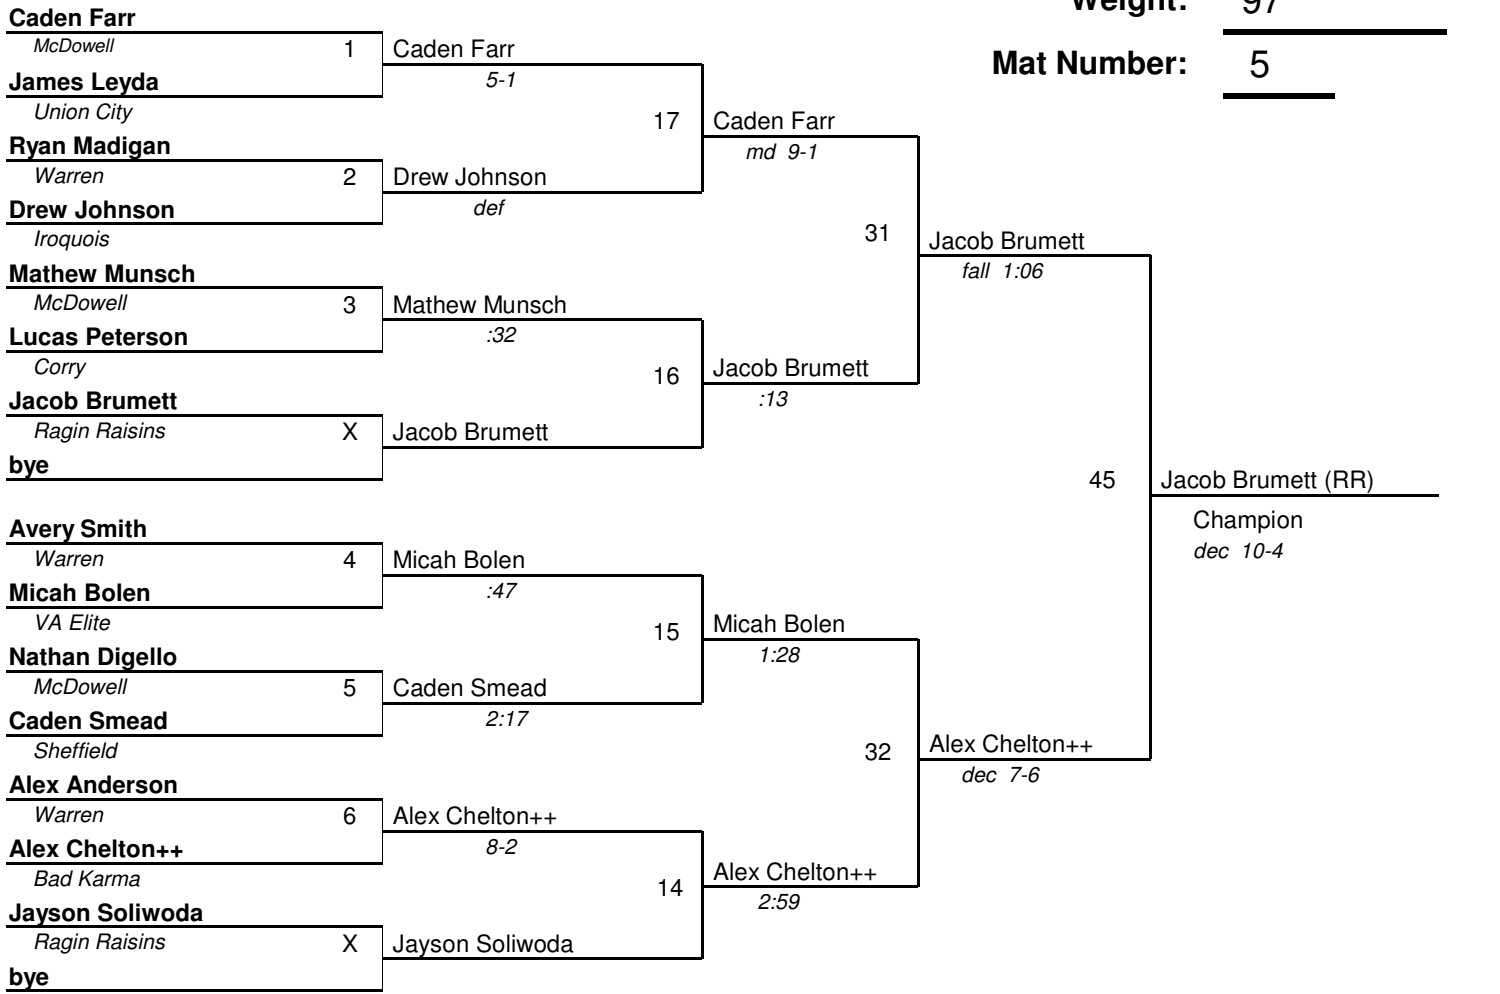 Caden Farr
McDowell
1
James Leyda
Union City
Ryan Madigan
Warren
2
Drew Johnson
Iroquois
Mathew Munsch
McDowell
3
Lucas Peterson
Corry
Jacob Brumett
Ragin Raisins
X
bye
Avery Smith
Warren
4
Micah Bolen
VA Elite
Nathan Digello
McDowell
5
Caden Smead
Sheffield
Alex Anderson
Warren
6
Alex Chelton++
Bad Karma
Jayson Soliwoda
Ragin Raisins
X
bye
Caden Farr
5-1
17
Drew Johnson
def
Mathew Munsch
:32
16
Jacob Brumett
Micah Bolen
:47
15
Caden Smead
2:17
Alex Chelton++
8-2
14
Jayson Soliwoda
Caden Farr
md 9-1
31
Jacob Brumett
:13
Micah Bolen
1:28
32
Alex Chelton++
2:59
Jacob Brumett
fall 1:06
45
Alex Chelton++
dec 7-6
Jacob Brumett (RR)
Champion
dec 10-4
Weight: 97
Mat Number: 5